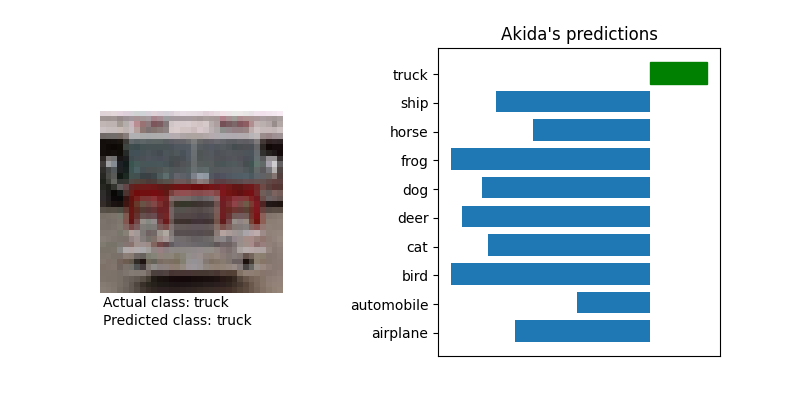 Akida's predictions
truck
ship
horse
frog
dog
deer
cat
bird
automobile
airplane
Actual class: truck
Predicted class: truck